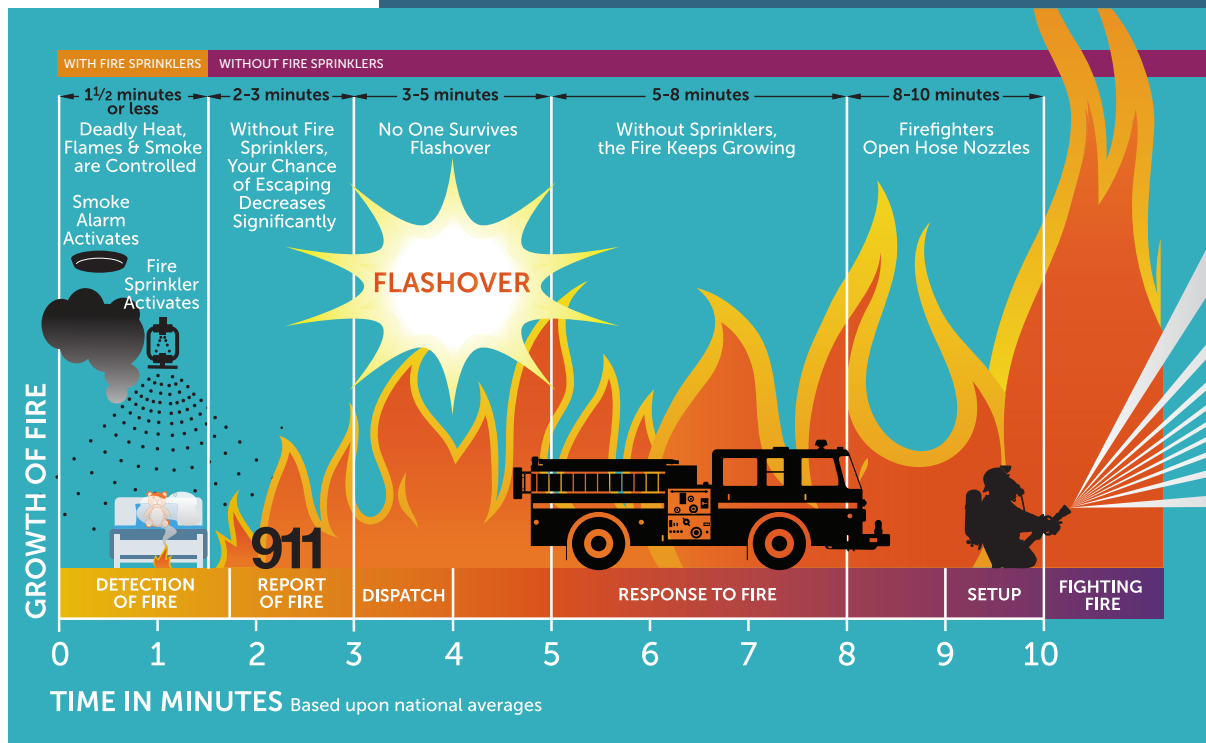 WITH FIRE SPRINKLERS
WITHOUT FIRE SPRINKLERS
1½ minutes
or less
Deadly Heat,
Flames & Smoke
are Controlled
Smoke
Alarm
Activates
Fire
Sprinkler
Activates
2-3 minutes
Without Fire
Sprinklers,
Your Chance
of Escaping
Decreases
Significantly
3-5 minutes
No One Survives
Flashover
FLASHOVER
5-8 minutes
Without Sprinklers,
the Fire Keeps Growing
8-10 minutes
Firefighters
Open Hose Nozzles
GROWTH OF FIRE
911
DETECTION
OF FIRE
REPORT
OF FIRE
DISPATCH
RESPONSE TO FIRE
SETUP
FIGHTING
FIRE
0 1 2 3 4 5 6 7 8 9 10
TIME IN MINUTES Based upon national averages